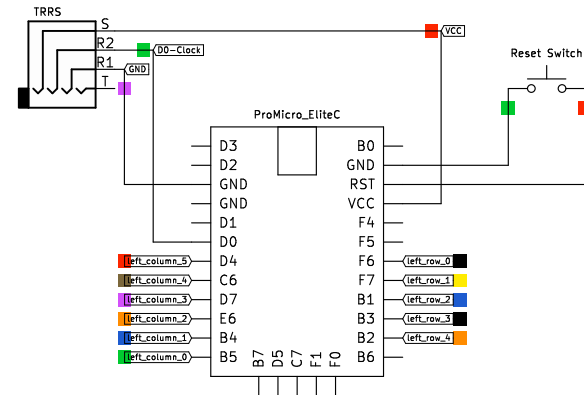 TRRS
S
VCC
R2
D0-Clock
Reset Switch
R1
GND
T
ProMicro_EliteC
D3 B0
D2 GND
GND RST
GND VCC
D1 F4
D0 F5
left_column_5 D4 F6 left_row_0
left_column_4 C6 F7 left_row_1
left_column_3 D7 B1 left_row_2
left_column_2 E6 B3 left_row_3
left_column_1 B4 B2 left_row_4
left_column_0 B5 B6
B7 D5 C7 F1 F0